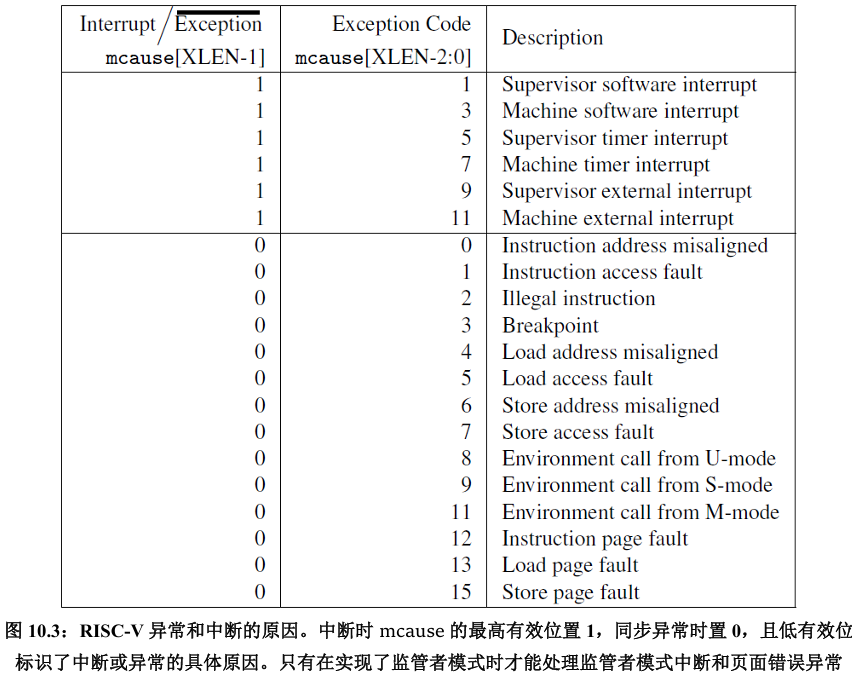 Interrupt / Exception Exception Code Description
mcause[XLEN-1] mcause[XLEN-2:0]
1 1 Supervisor software interrupt
1 3 Machine software interrupt
1 5 Supervisor timer interrupt
1 7 Machine timer interrupt
1 9 Supervisor external interrupt
1 11 Machine external interrupt
0 0 Instruction address misaligned
0 1 Instruction access fault
0 2 Illegal instruction
0 3 Breakpoint
0 4 Load address misaligned
0 5 Load access fault
0 6 Store address misaligned
0 7 Store access fault
0 8 Environment call from U-mode
0 9 Environment call from S-mode
0 11 Environment call from M-mode
0 12 Instruction page fault
0 13 Load page fault
0 15 Store page fault
图 10.3：RISC-V 异常和中断的原因。中断时 mcause 的最高有效位置 1，同步异常时置 0，且低有效位
标识了中断或异常的具体原因。只有在实现了监管者模式时才能处理监管者模式中断和页面错误异常